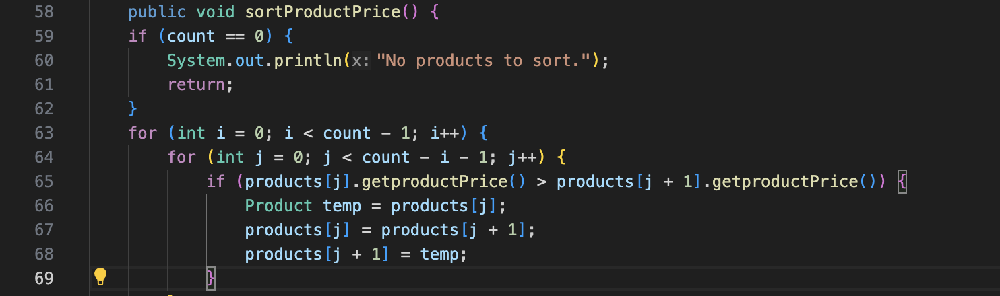 58 public void sortProductPrice() {
59 if (count == 0) {
60 System.out.println(x: "No products to sort.");
61 return;
62 }
63 for (int i = 0; i < count - 1; i++) {
64 for (int j = 0; j < count - i - 1; j++) {
65 if (products[j].getproductPrice() > products[j + 1].getproductPrice()) {
66 Product temp = products[j];
67 products[j] = products[j + 1];
68 products[j + 1] = temp;
69 }